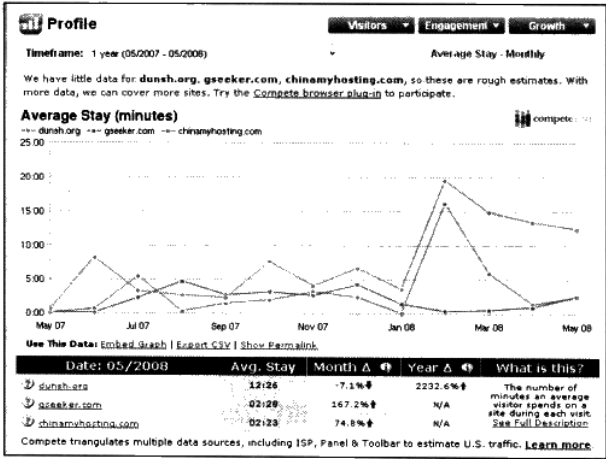 Profile
Visitors Engagement Growth
Timeframe: 1 year (05/2007 - 05/2008)
Average Stay - Monthly
We have little data for dunsh.org, gseeker.com, chinamyhosting.com, so these are rough estimates. With
more data, we can cover more sites. Try the Compete browser plug-in to participate.
Average Stay (minutes)
compete
dunsh.org gseeker.com chinamyhosting.com
25:00
20:00
15:00
10:00
5:00
0:00
May 07 Jul 07 Sep 07 Nov 07 Jan 08 Mar 08 May 08
Use This Data: Embed Graph | Export CSV | Show Permalink
Date: 05/2008 Avg. Stay Month Δ Year Δ What is this?
dunsh.org 12:26 -7.1% 2232.6%
gseeker.com 02:28 167.2% N/A
chinamyhosting.com 02:23 74.8% N/A
The number of
minutes an average
visitor spends on a
site during each visit.
See Full Description
Compete triangulates multiple data sources, including ISP, Panel & Toolbar to estimate U.S. traffic. Learn more.